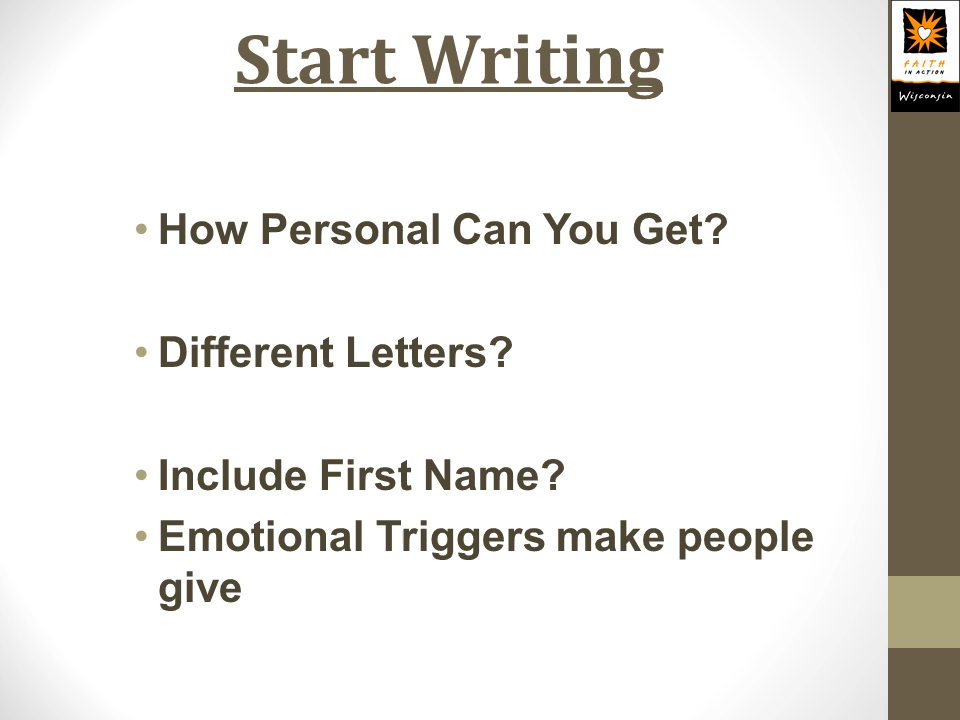 Start Writing
FAITH
IN ACTION
Wisconsin
• How Personal Can You Get?
• Different Letters?
• Include First Name?
• Emotional Triggers make people
give